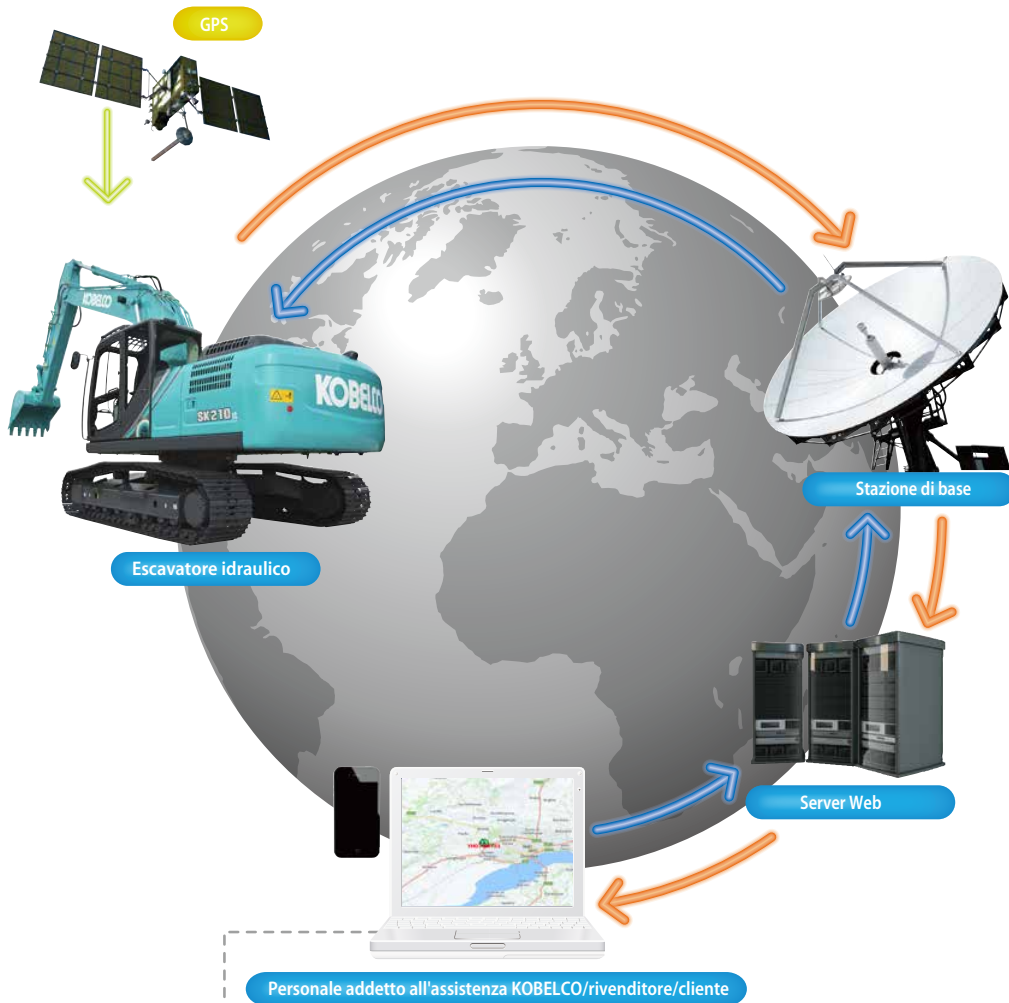 GPS
KOBELCO
KOBELCO
SK210
Stazione di base
Escavatore idraulico
Server Web
Personale addetto all'assistenza KOBELCO/rivenditore/cliente